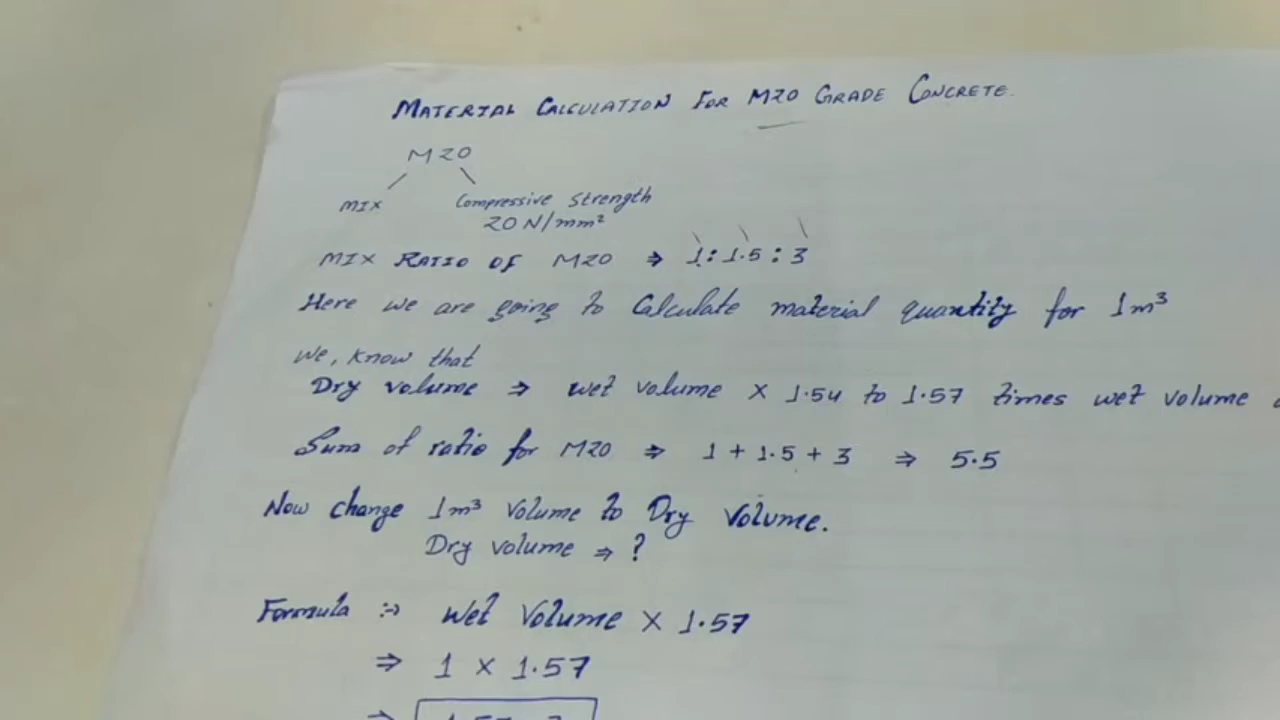 MATERIAL CALCULATION FOR M20 GRADE CONCRETE.
M20
MIX
Compressive Strength
20 N/mm²
MIX RATIO OF M20 ⇒ 1:1.5:3
Here we are going to Calculate material quantity for 1m³
We, know that
Dry volume ⇒ wet volume X 1.54 to 1.57 times wet volume
Sum of ratio for M20 ⇒ 1+1.5+3 ⇒ 5.5
Now change 1m³ Volume to Dry Volume.
Dry volume ⇒ ?
Formula :→ Wet Volume X 1.57
⇒ 1 X 1.57
⇒